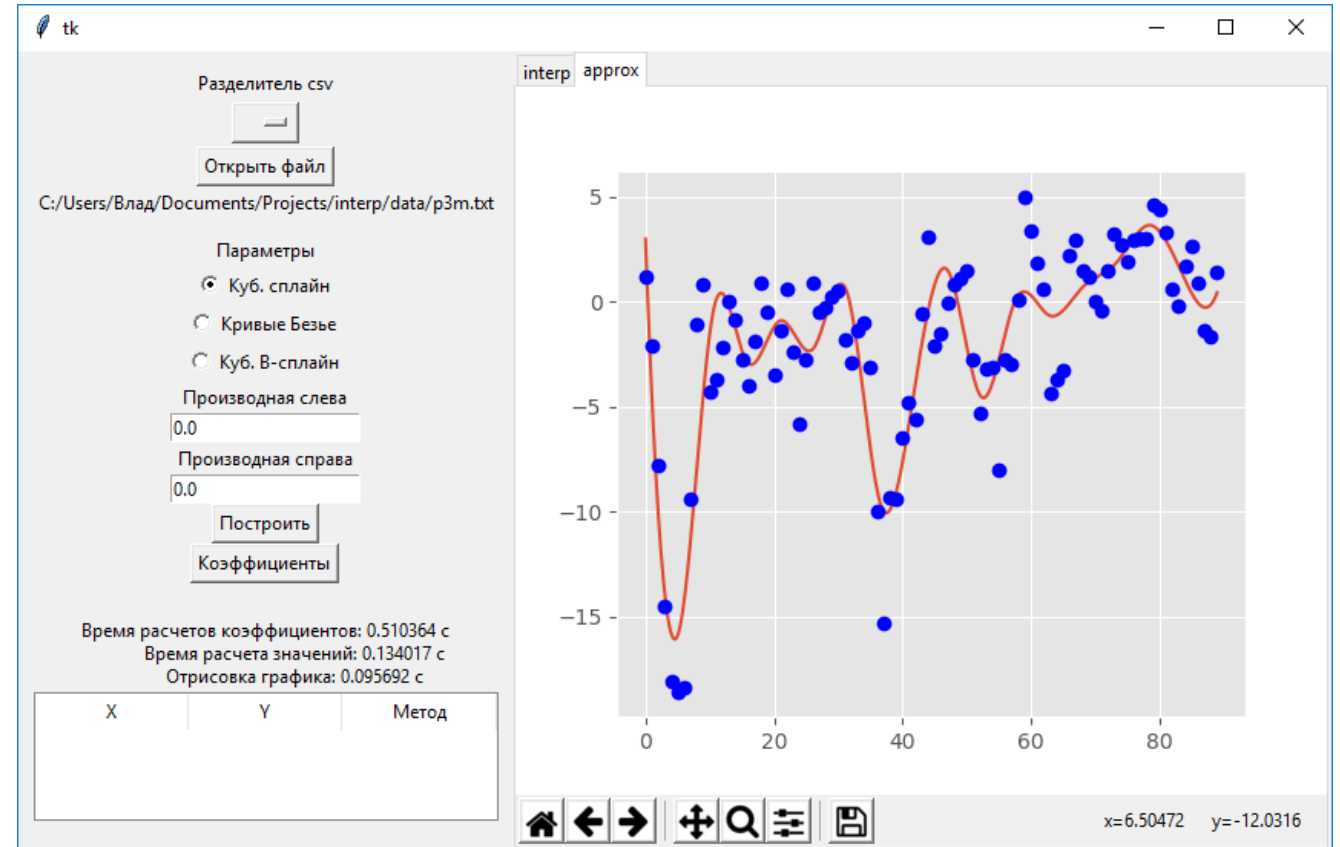 tk
Разделитель csv
Открыть файл
C:/Users/Влад/Documents/Projects/interp/data/p3m.txt
Параметры
Куб. сплайн
Кривые Безье
Куб. В-сплайн
Производная слева
0.0
Производная справа
0.0
Построить
Коэффициенты
Время расчетов коэффициентов: 0.510364 с
Время расчета значений: 0.134017 с
Отрисовка графика: 0.095692 с
X Y Метод
interp approx
5
0
−5
−10
−15
0 20 40 60 80
x=6.50472 y=-12.0316